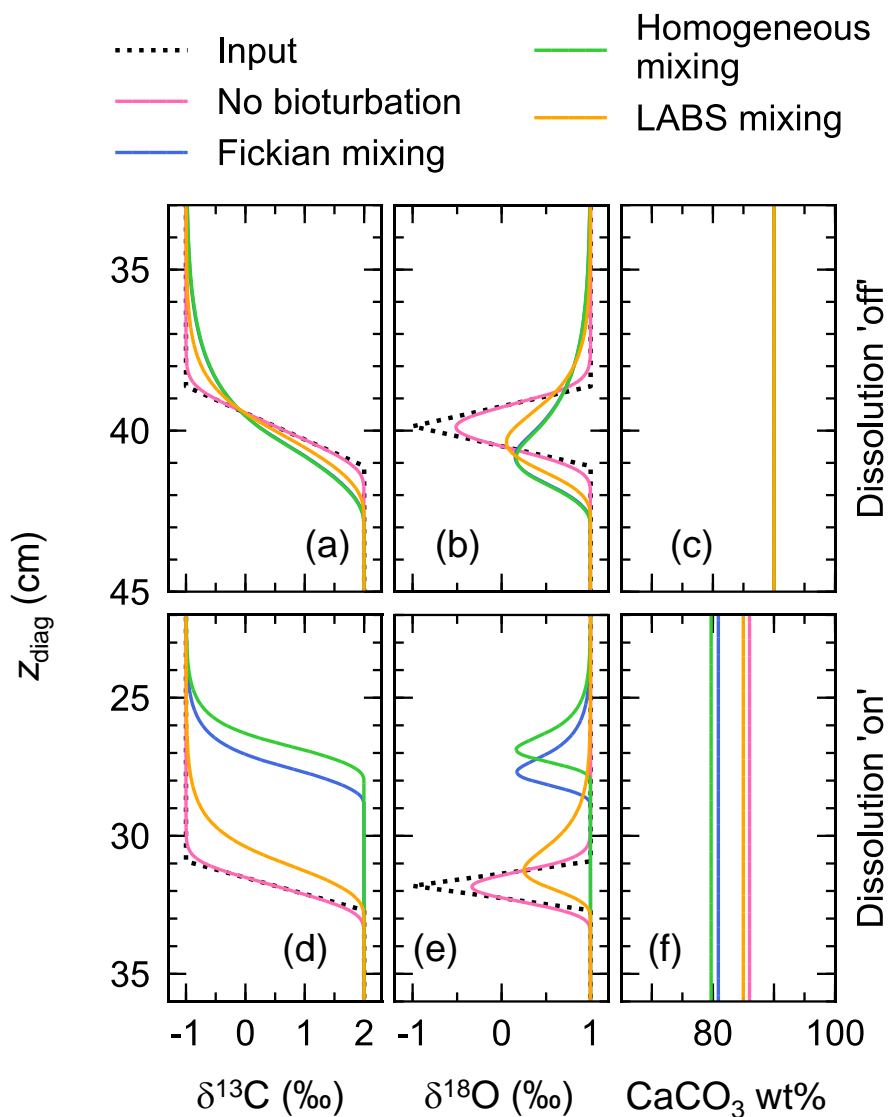 Input
No bioturbation
Fickian mixing
Homogeneous
mixing
LABS mixing
35
40
45
(a)
(b)
(c)
Dissolution 'off'
z_diag (cm)
25
30
35
(d)
(e)
(f)
Dissolution 'on'
-1 0 1 2
-1 0 1
80 100
δ¹³C (‰)
δ¹⁸O (‰)
CaCO₃ wt%